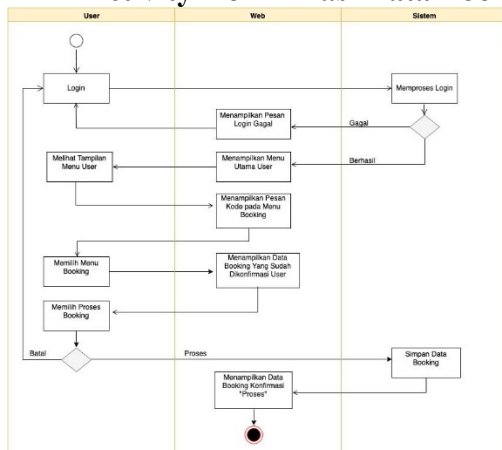 User
Web
Sistem
Login
Memproses Login
Menampilkan Pesan
Login Gagal
Gagal
Melihat Tampilan
Menu User
Menampilkan Menu
Utama User
Berhasil
Menampilkan Pesan
Kode pada Menu
Booking
Memilih Menu
Booking
Menampilkan Data
Booking Yang Sudah
Dikonfirmasi User
Memilih Proses
Booking
Batal
Proses
Simpan Data
Booking
Menampilkan Data
Booking Konfirmasi
"Proses"